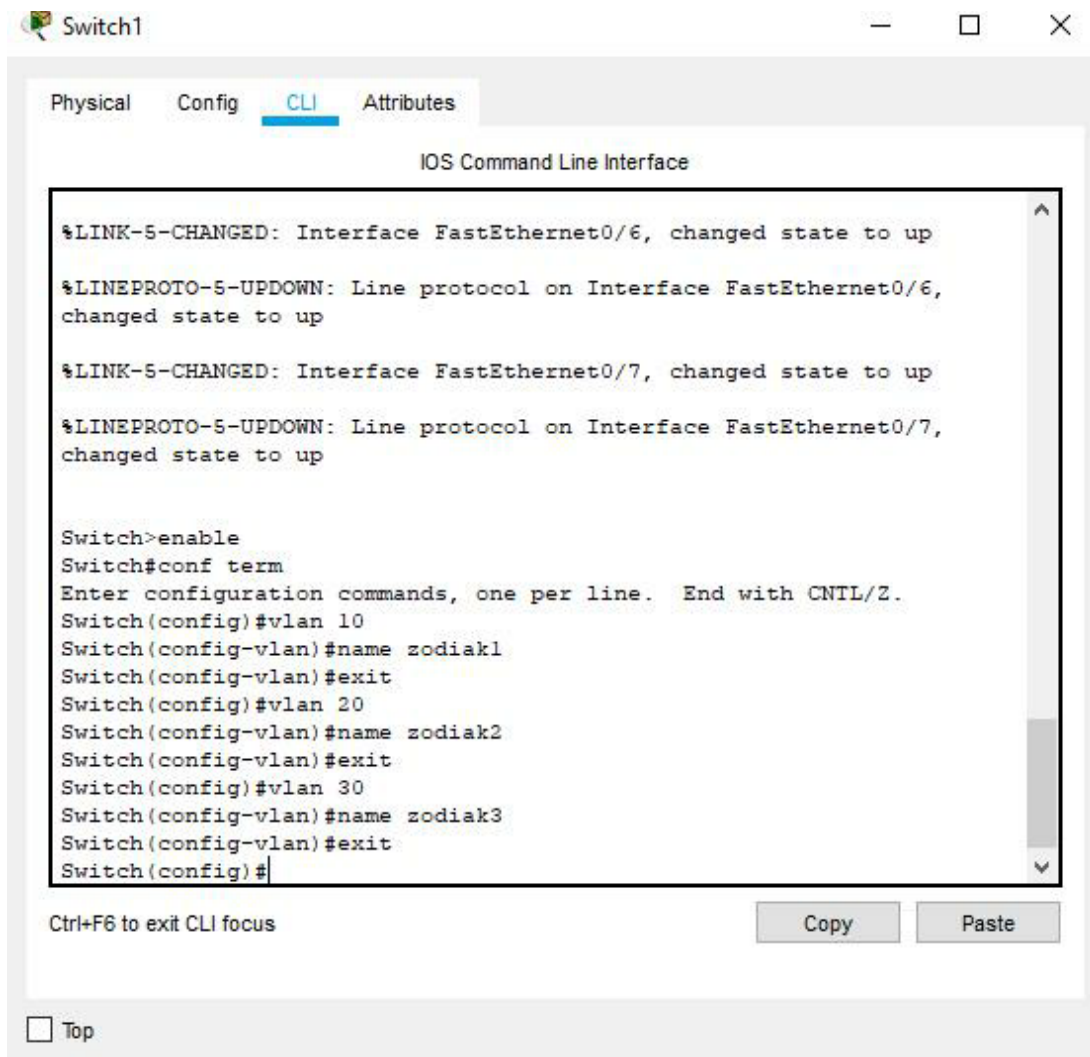 Switch1
Physical Config CLI Attributes
IOS Command Line Interface
%LINK-5-CHANGED: Interface FastEthernet0/6, changed state to up
%LINEPROTO-5-UPDOWN: Line protocol on Interface FastEthernet0/6,
changed state to up
%LINK-5-CHANGED: Interface FastEthernet0/7, changed state to up
%LINEPROTO-5-UPDOWN: Line protocol on Interface FastEthernet0/7,
changed state to up
Switch>enable
Switch#conf term
Enter configuration commands, one per line.  End with CNTL/Z.
Switch(config)#vlan 10
Switch(config-vlan)#name zodiak1
Switch(config-vlan)#exit
Switch(config)#vlan 20
Switch(config-vlan)#name zodiak2
Switch(config-vlan)#exit
Switch(config)#vlan 30
Switch(config-vlan)#name zodiak3
Switch(config-vlan)#exit
Switch(config)#
Ctrl+F6 to exit CLI focus
Copy Paste
Top